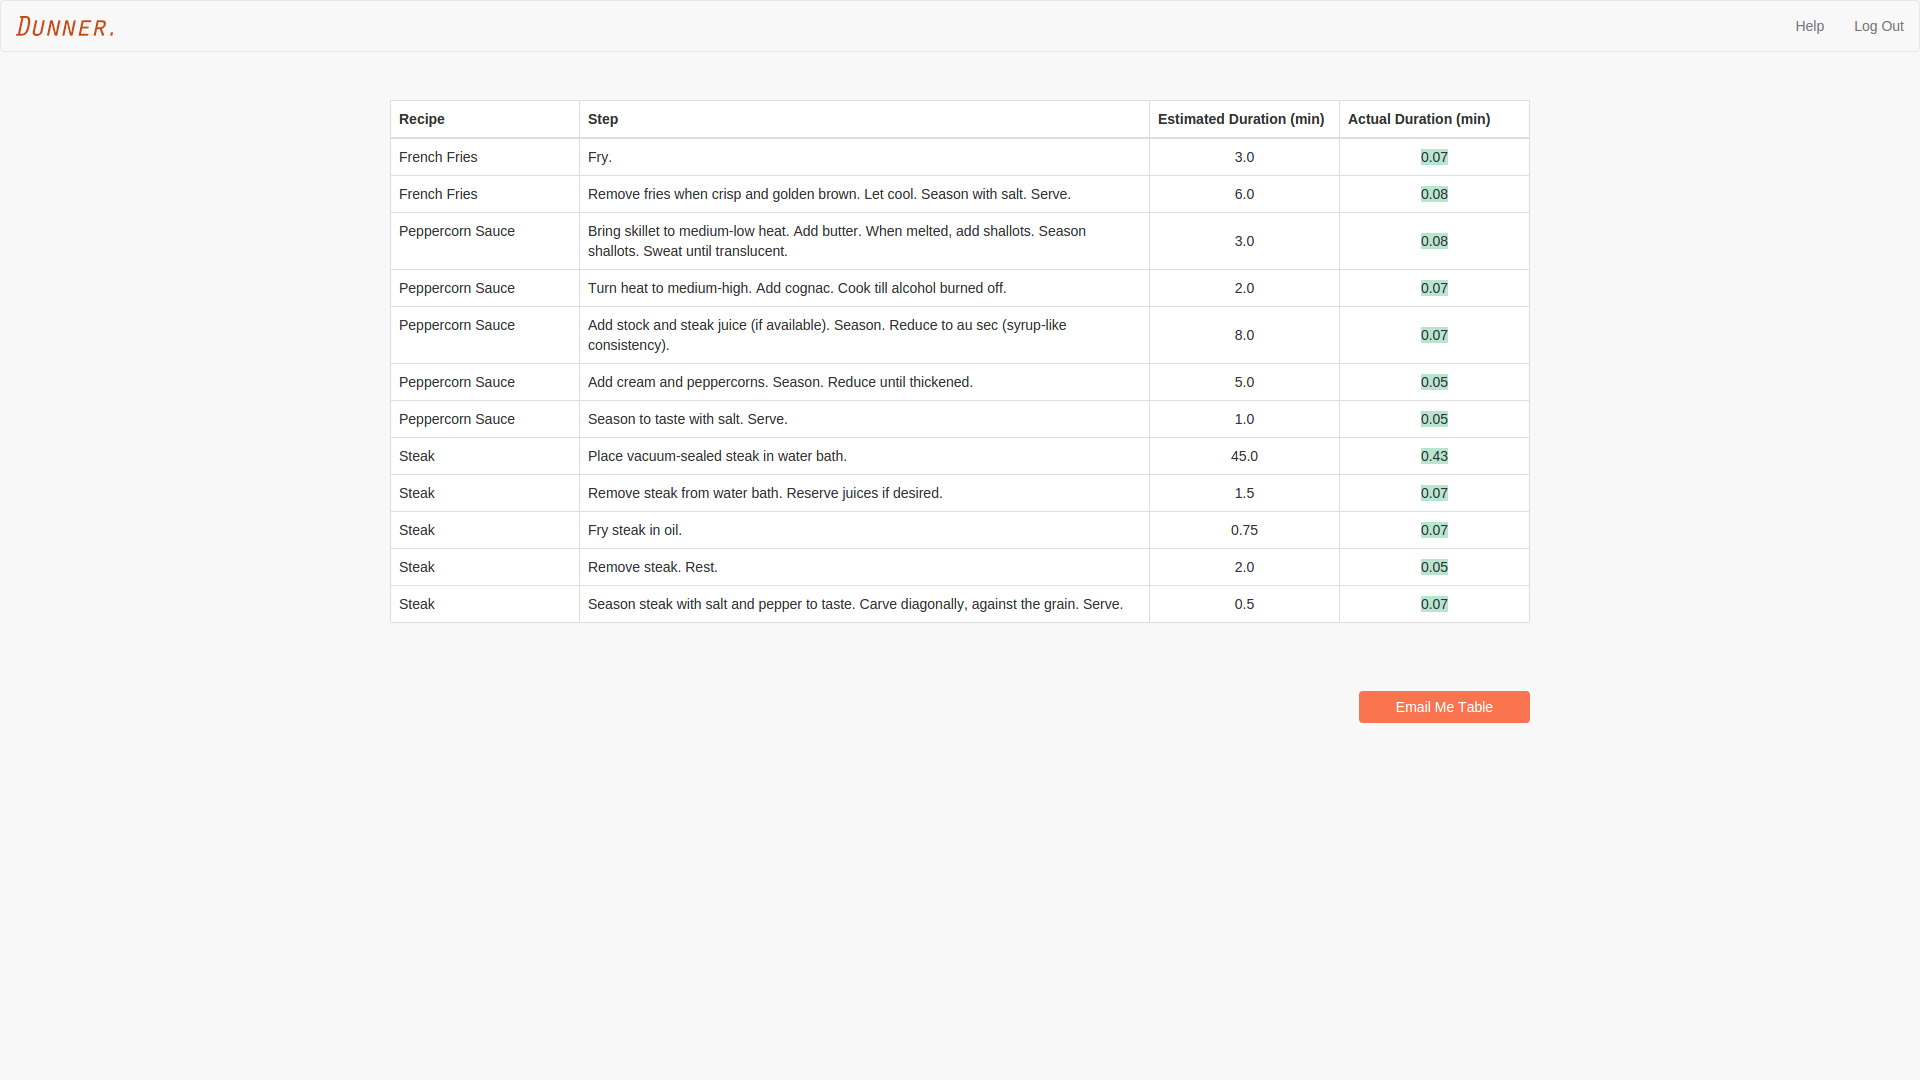 DUNNER.
Help Log Out
Recipe Step Estimated Duration (min) Actual Duration (min)
French Fries Fry. 3.0 0.07
French Fries Remove fries when crisp and golden brown. Let cool. Season with salt. Serve. 6.0 0.08
Peppercorn Sauce Bring skillet to medium-low heat. Add butter. When melted, add shallots. Season
shallots. Sweat until translucent. 3.0 0.08
Peppercorn Sauce Turn heat to medium-high. Add cognac. Cook till alcohol burned off. 2.0 0.07
Peppercorn Sauce Add stock and steak juice (if available). Season. Reduce to au sec (syrup-like
consistency). 8.0 0.07
Peppercorn Sauce Add cream and peppercorns. Season. Reduce until thickened. 5.0 0.05
Peppercorn Sauce Season to taste with salt. Serve. 1.0 0.05
Steak Place vacuum-sealed steak in water bath. 45.0 0.43
Steak Remove steak from water bath. Reserve juices if desired. 1.5 0.07
Steak Fry steak in oil. 0.75 0.07
Steak Remove steak. Rest. 2.0 0.05
Steak Season steak with salt and pepper to taste. Carve diagonally, against the grain. Serve. 0.5 0.07
Email Me Table